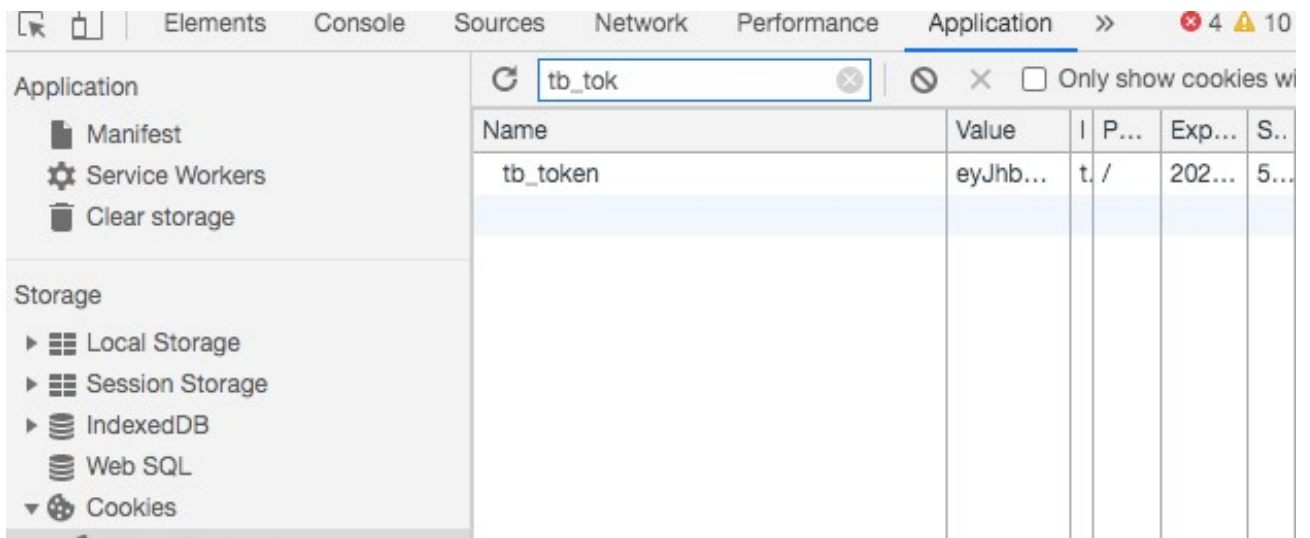 Elements Console Sources Network Performance Application » 4 10
Application
Manifest
Service Workers
Clear storage
Storage
Local Storage
Session Storage
IndexedDB
Web SQL
Cookies
tb_tok Only show cookies wi
Name Value I P... Exp... S..
tb_token eyJhb... t. / 202... 5...